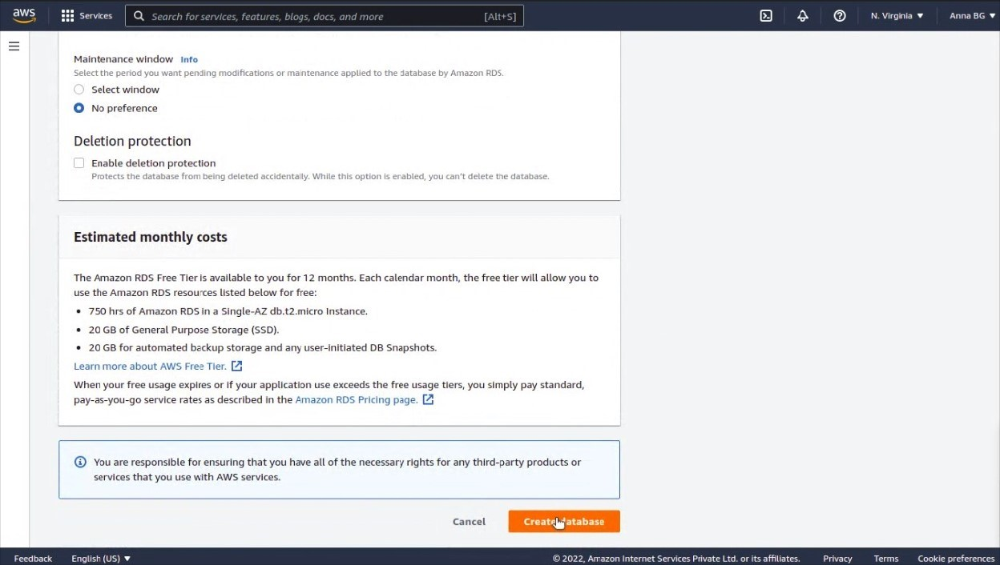 aws
Services
Search for services, features, blogs, docs, and more
[Alt+S]
N. Virginia
Anna BG
Maintenance window Info
Select the period you want pending modifications or maintenance applied to the database by Amazon RDS.
Select window
No preference
Deletion protection
Enable deletion protection
Protects the database from being deleted accidentally. While this option is enabled, you can't delete the database.
Estimated monthly costs
The Amazon RDS Free Tier is available to you for 12 months. Each calendar month, the free tier will allow you to
use the Amazon RDS resources listed below for free:
750 hrs of Amazon RDS in a Single-AZ db.t2.micro Instance.
20 GB of General Purpose Storage (SSD).
20 GB for automated backup storage and any user-initiated DB Snapshots.
Learn more about AWS Free Tier.
When your free usage expires or if your application use exceeds the free usage tiers, you simply pay standard,
pay-as-you-go service rates as described in the Amazon RDS Pricing page.
You are responsible for ensuring that you have all of the necessary rights for any third-party products or
services that you use with AWS services.
Cancel
Create database
Feedback
English (US)
© 2022, Amazon Internet Services Private Ltd. or its affiliates.
Privacy
Terms
Cookie preferences